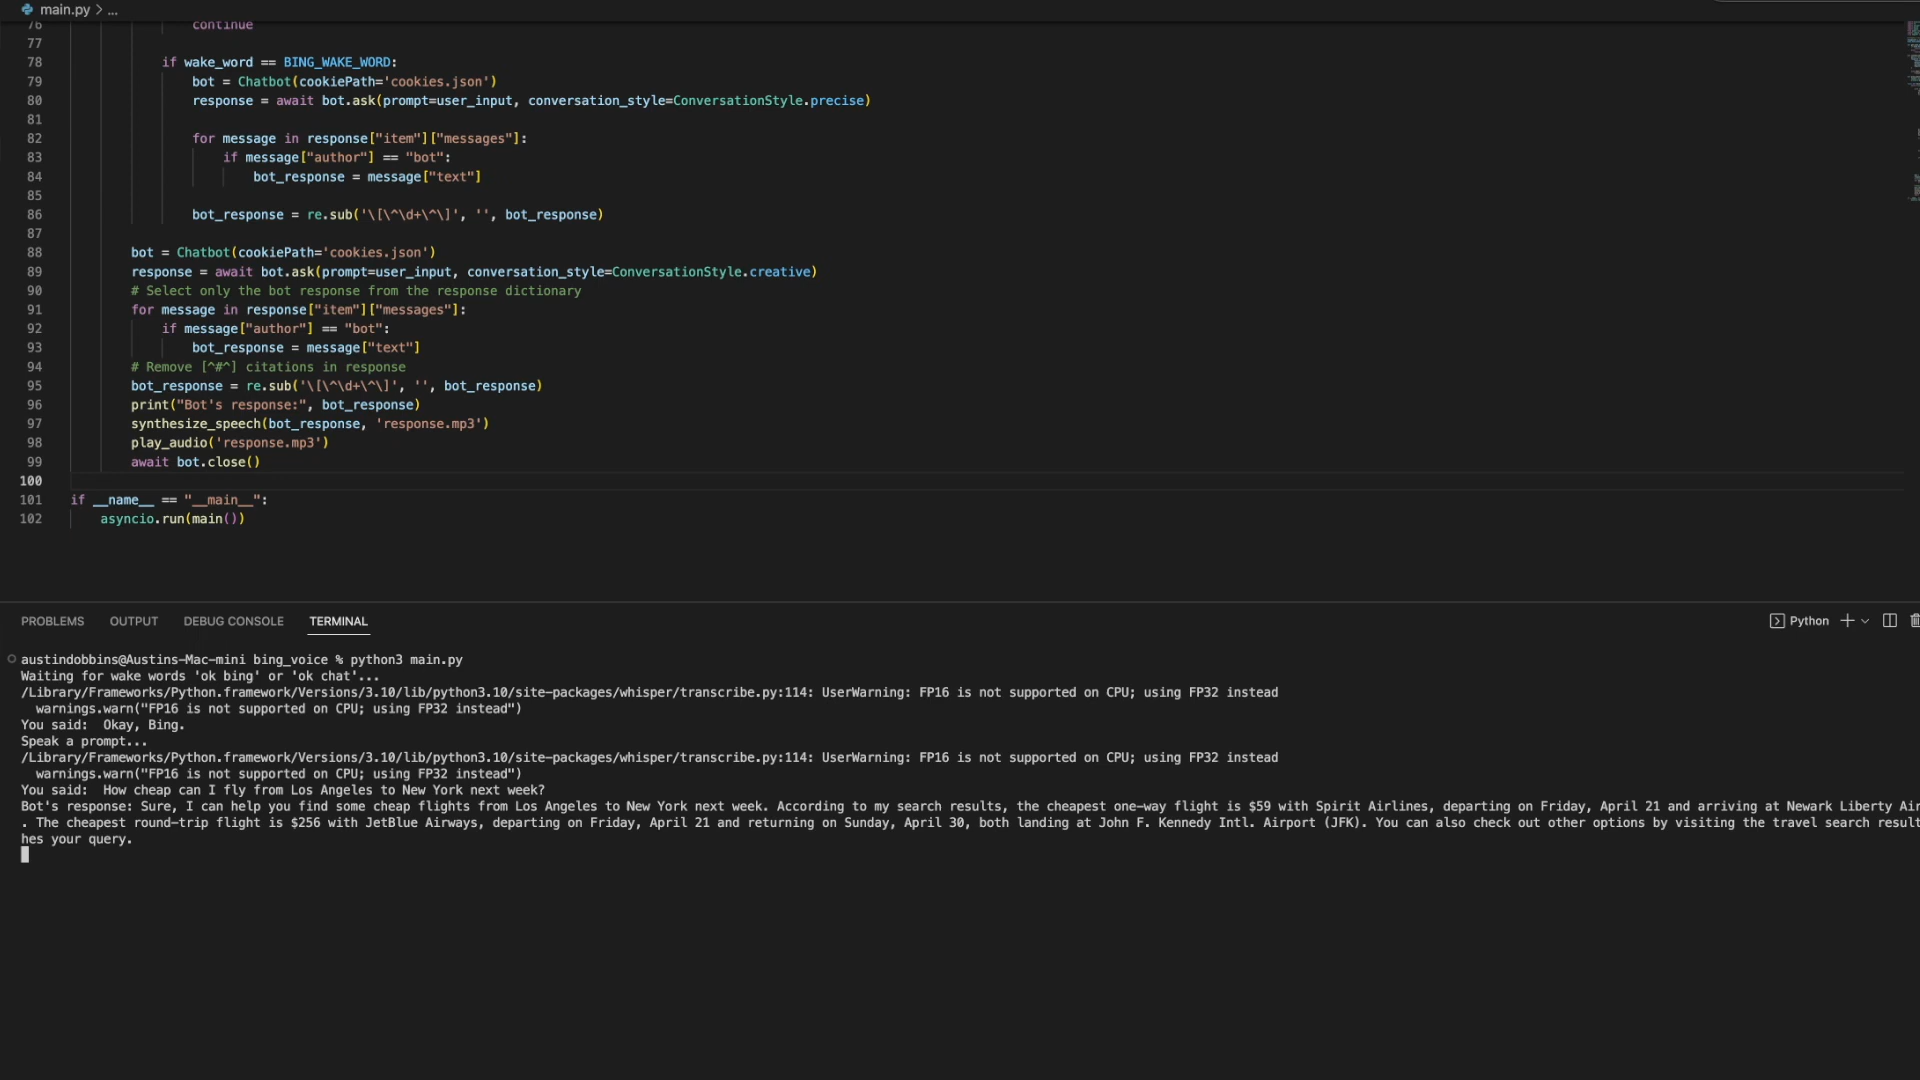 main.py > ...
76 continue
77
78 if wake_word == BING_WAKE_WORD:
79 bot = Chatbot(cookiePath='cookies.json')
80 response = await bot.ask(prompt=user_input, conversation_style=ConversationStyle.precise)
81
82 for message in response["item"]["messages"]:
83 if message["author"] == "bot":
84 bot_response = message["text"]
85
86 bot_response = re.sub('\[\^\d+\^\]', '', bot_response)
87
88 bot = Chatbot(cookiePath='cookies.json')
89 response = await bot.ask(prompt=user_input, conversation_style=ConversationStyle.creative)
90 # Select only the bot response from the response dictionary
91 for message in response["item"]["messages"]:
92 if message["author"] == "bot":
93 bot_response = message["text"]
94 # Remove [^#^] citations in response
95 bot_response = re.sub('\[\^\d+\^\]', '', bot_response)
96 print("Bot's response:", bot_response)
97 synthesize_speech(bot_response, 'response.mp3')
98 play_audio('response.mp3')
99 await bot.close()
100
101 if __name__ == "__main__":
102 asyncio.run(main())
PROBLEMS OUTPUT DEBUG CONSOLE TERMINAL Python
austindobbins@Austins-Mac-mini bing_voice % python3 main.py
Waiting for wake words 'ok bing' or 'ok chat'...
/Library/Frameworks/Python.framework/Versions/3.10/lib/python3.10/site-packages/whisper/transcribe.py:114: UserWarning: FP16 is not supported on CPU; using FP32 instead
warnings.warn("FP16 is not supported on CPU; using FP32 instead")
You said: Okay, Bing.
Speak a prompt...
/Library/Frameworks/Python.framework/Versions/3.10/lib/python3.10/site-packages/whisper/transcribe.py:114: UserWarning: FP16 is not supported on CPU; using FP32 instead
warnings.warn("FP16 is not supported on CPU; using FP32 instead")
You said: How cheap can I fly from Los Angeles to New York next week?
Bot's response: Sure, I can help you find some cheap flights from Los Angeles to New York next week. According to my search results, the cheapest one-way flight is $59 with Spirit Airlines, departing on Friday, April 21 and arriving at Newark Liberty Air
. The cheapest round-trip flight is $256 with JetBlue Airways, departing on Friday, April 21 and returning on Sunday, April 30, both landing at John F. Kennedy Intl. Airport (JFK). You can also check out other options by visiting the travel search result
hes your query.